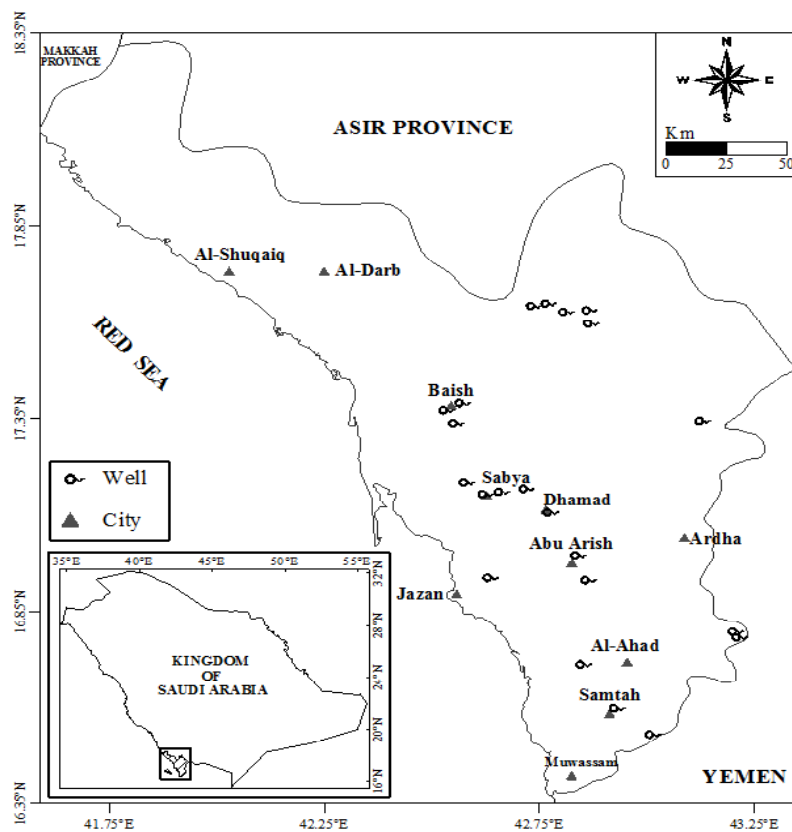 18.35°N
17.85°N
17.35°N
16.85°N
16.35°N
MAKKAH
PROVINCE
ASIR PROVINCE
N
W
E
S
Km
0
25
50
Al-Shuqaiq
Al-Darb
RED SEA
Baish
Sabya
Dhamad
Abu Arish
Ardha
Jazan
Al-Ahad
Samtah
Muwassam
YEMEN
Well
City
35°E
40°E
45°E
50°E
55°E
32°N
28°N
24°N
20°N
16°N
KINGDOM
OF
SAUDI ARABIA
41.75°E
42.25°E
42.75°E
43.25°E